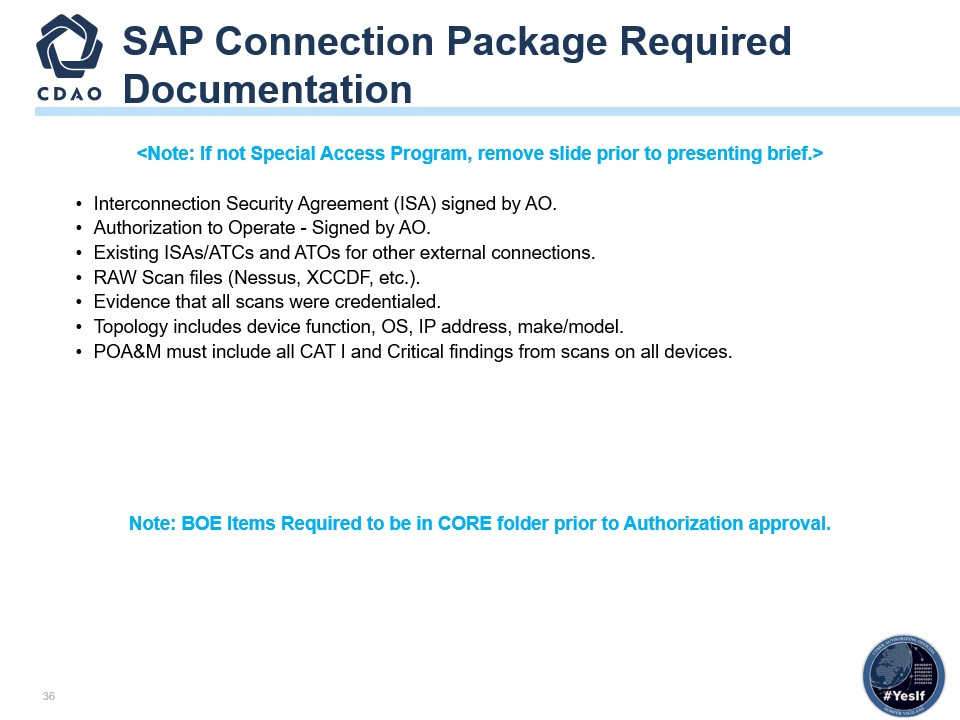 CDAO
SAP Connection Package Required
Documentation
<Note: If not Special Access Program, remove slide prior to presenting brief.>
• Interconnection Security Agreement (ISA) signed by AO.
• Authorization to Operate - Signed by AO.
• Existing ISAs/ATCs and ATOs for other external connections.
• RAW Scan files (Nessus, XCCDF, etc.).
• Evidence that all scans were credentialed.
• Topology includes device function, OS, IP address, make/model.
• POA&M must include all CAT I and Critical findings from scans on all devices.
Note: BOE Items Required to be in CORE folder prior to Authorization approval.
36
#YesIf